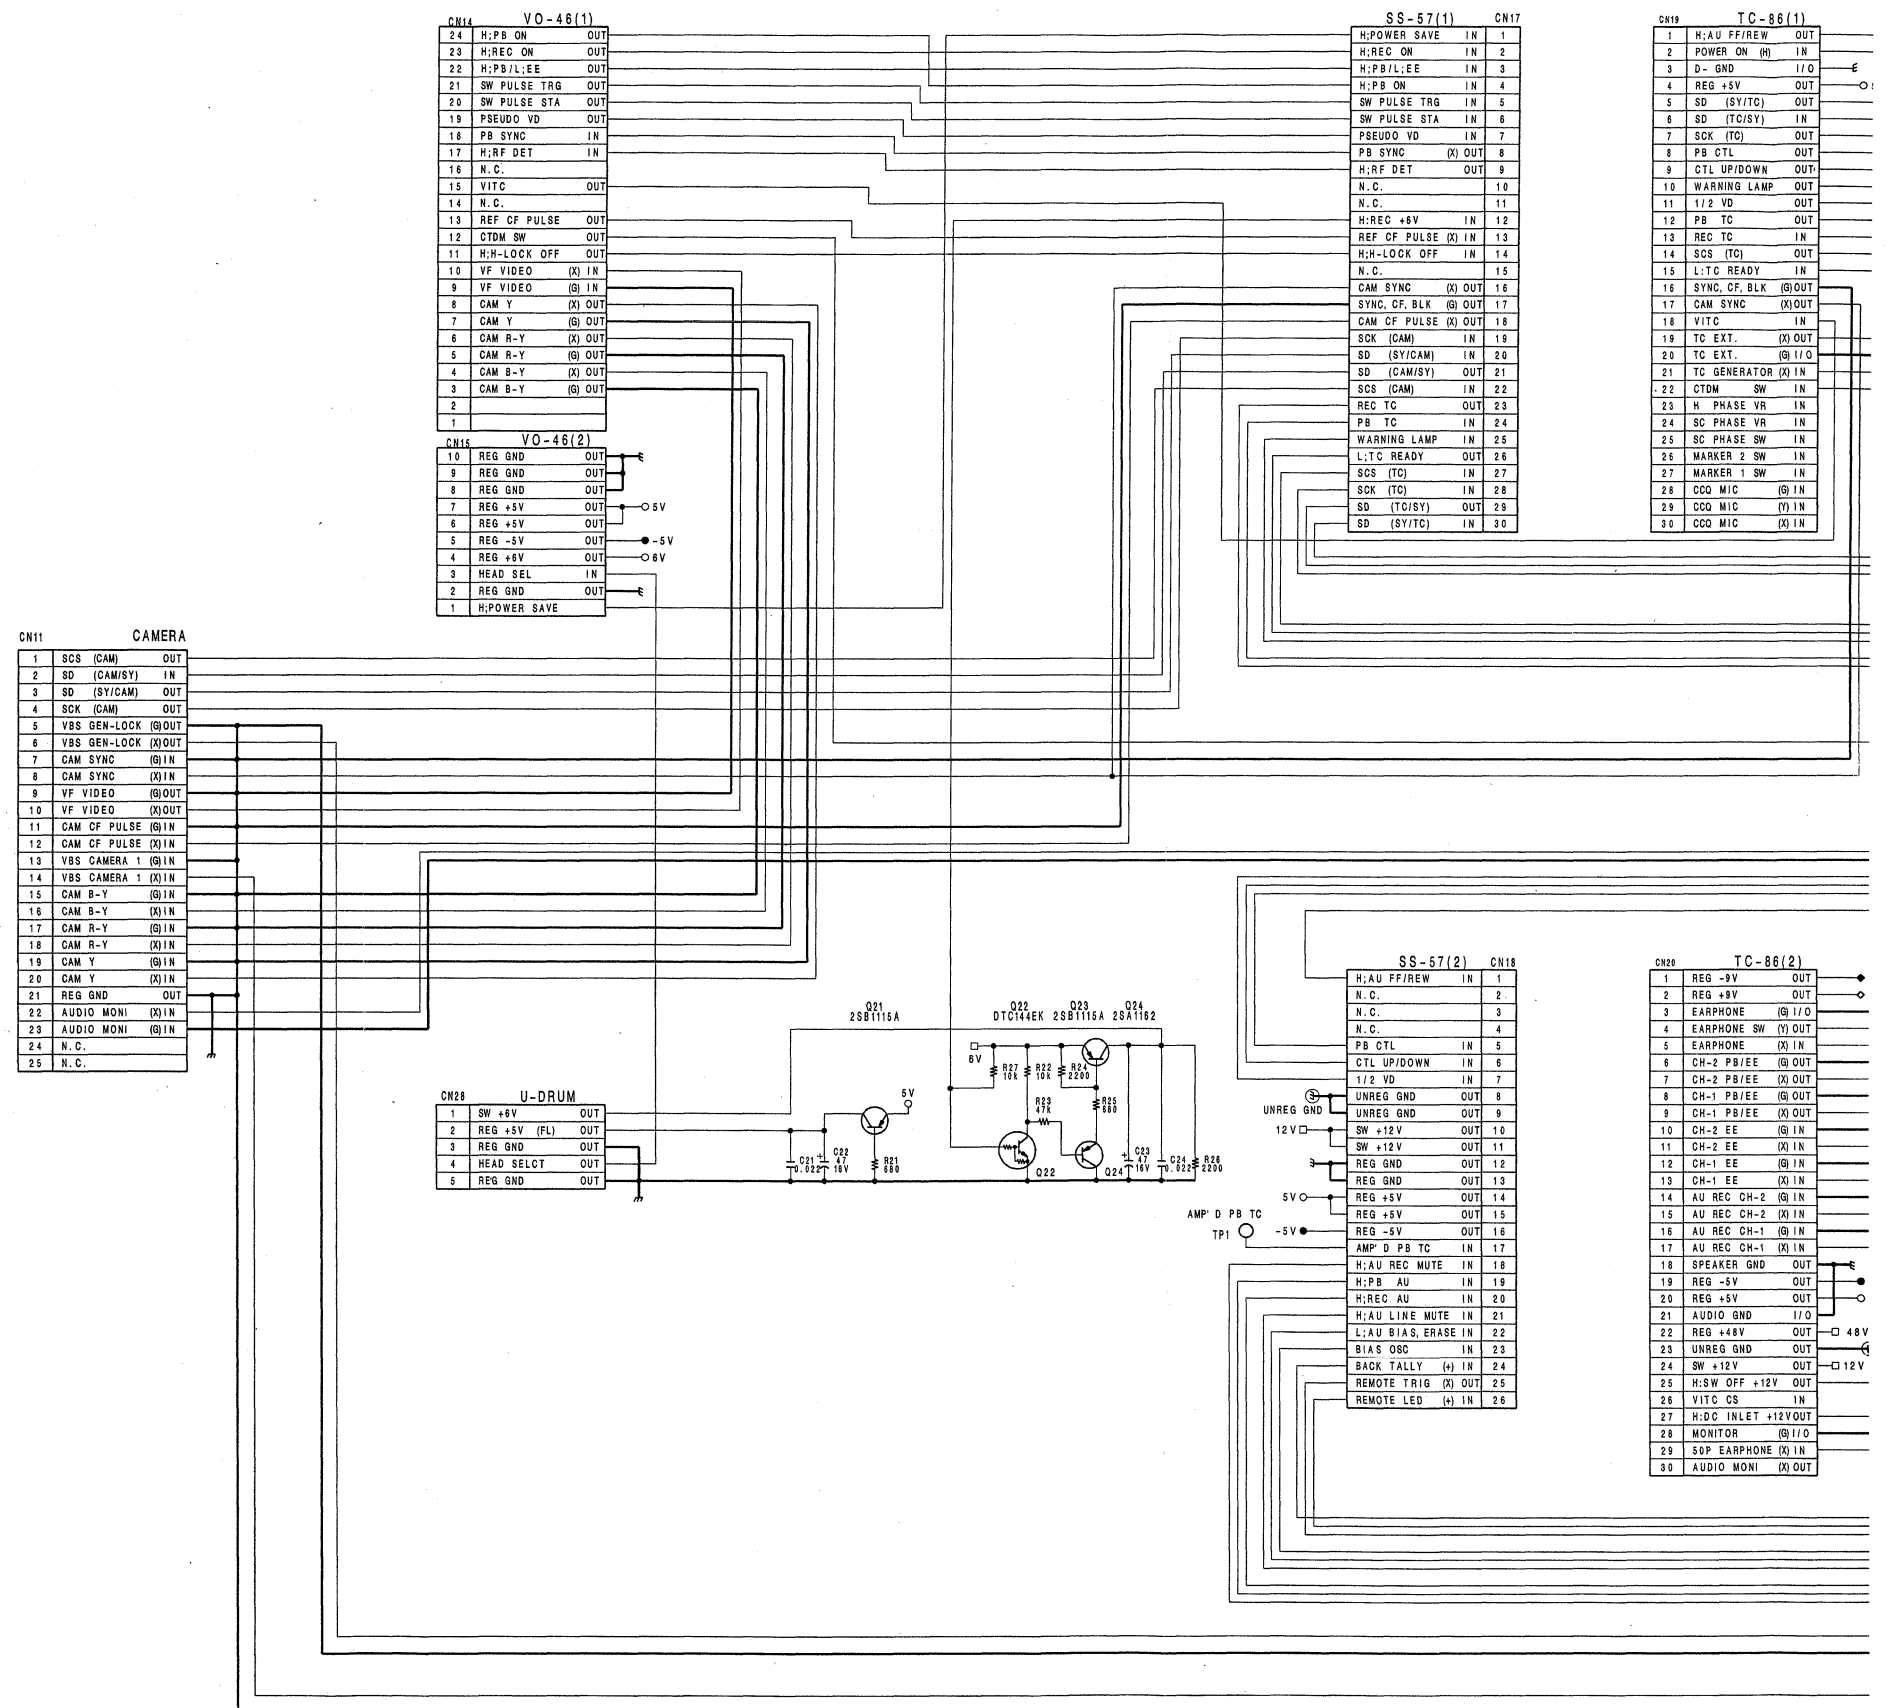 CN14 VO-46(1)
24 H;PB ON OUT
23 H;REC ON OUT
22 H;PB/L;EE OUT
21 SW PULSE TRG OUT
20 SW PULSE STA OUT
19 PSEUDO VD OUT
18 PB SYNC IN
17 H;RF DET IN
16 N.C.
15 VITC OUT
14 N.C.
13 REF CF PULSE OUT
12 CTDM SW OUT
11 H;H-LOCK OFF OUT
10 VF VIDEO (X) IN
9 VF VIDEO (G) IN
8 CAM Y (X) OUT
7 CAM Y (G) OUT
6 CAM R-Y (X) OUT
5 CAM R-Y (G) OUT
4 CAM B-Y (X) OUT
3 CAM B-Y (G) OUT
2
1
CN15 VO-46(2)
10 REG GND OUT
9 REG GND OUT
8 REG GND OUT
7 REG +5V OUT 5V
6 REG +5V OUT
5 REG -5V OUT -5V
4 REG +6V OUT 6V
3 HEAD SEL IN
2 REG GND OUT
1 H;POWER SAVE
SS-57(1) CN17
H;POWER SAVE IN 1
H;REC ON IN 2
H;PB/L;EE IN 3
H;PB ON IN 4
SW PULSE TRG IN 5
SW PULSE STA IN 6
PSEUDO VD IN 7
PB SYNC (X) OUT 8
H;RF DET OUT 9
N.C. 10
N.C. 11
H:REC +6V IN 12
REF CF PULSE (X) IN 13
H;H-LOCK OFF IN 14
N.C. 15
CAM SYNC (X) OUT 16
SYNC, CF, BLK (G) OUT 17
CAM CF PULSE (X) OUT 18
SCK (CAM) IN 19
SD (SY/CAM) IN 20
SD (CAM/SY) OUT 21
SCS (CAM) IN 22
REC TC OUT 23
PB TC IN 24
WARNING LAMP IN 25
L;TC READY OUT 26
SCS (TC) IN 27
SCK (TC) IN 28
SD (TC/SY) OUT 29
SD (SY/TC) IN 30
CN19 TC-86(1)
1 H;AU FF/REW OUT
2 POWER ON (H) IN
3 D- GND I/O
4 REG +5V OUT
5 SD (SY/TC) OUT
6 SD (TC/SY) IN
7 SCK (TC) OUT
8 PB CTL OUT
9 CTL UP/DOWN OUT
10 WARNING LAMP OUT
11 1/2 VD OUT
12 PB TC OUT
13 REC TC IN
14 SCS (TC) OUT
15 L:TC READY IN
16 SYNC, CF, BLK (G)OUT
17 CAM SYNC (X)OUT
18 VITC IN
19 TC EXT. (X) OUT
20 TC EXT. (G) I/O
21 TC GENERATOR (X) IN
22 CTDM SW IN
23 H PHASE VR IN
24 SC PHASE VR IN
25 SC PHASE SW IN
26 MARKER 2 SW IN
27 MARKER 1 SW IN
28 CCQ MIC (G) IN
29 CCQ MIC (Y) IN
30 CCQ MIC (X) IN
CN11 CAMERA
1 SCS (CAM) OUT
2 SD (CAM/SY) IN
3 SD (SY/CAM) OUT
4 SCK (CAM) OUT
5 VBS GEN-LOCK (G)OUT
6 VBS GEN-LOCK (X)OUT
7 CAM SYNC (G)IN
8 CAM SYNC (X)IN
9 VF VIDEO (G)OUT
10 VF VIDEO (X)OUT
11 CAM CF PULSE (G)IN
12 CAM CF PULSE (X)IN
13 VBS CAMERA 1 (G)IN
14 VBS CAMERA 1 (X)IN
15 CAM B-Y (G)IN
16 CAM B-Y (X)IN
17 CAM R-Y (G)IN
18 CAM R-Y (X)IN
19 CAM Y (G)IN
20 CAM Y (X)IN
21 REG GND OUT
22 AUDIO MONI (X)IN
23 AUDIO MONI (G)IN
24 N.C.
25 N.C.
CN28 U-DRUM
1 SW +6V OUT
2 REG +5V (FL) OUT
3 REG GND OUT
4 HEAD SELCT OUT
5 REG GND OUT
Q21
2SB1115A
5V
C21
0.022
C22
47
16V
R21
680
Q22 Q23 Q24
DTC144EK 2SB1115A 2SA1162
6V
R27
10k
R22
10k
R24
2200
R23
47k
R25
680
Q22
Q24
C23
47
16V
C24
0.022
R26
2200
SS-57(2) CN18
H;AU FF/REW IN 1
N.C. 2
N.C. 3
N.C. 4
PB CTL IN 5
CTL UP/DOWN IN 6
1/2 VD IN 7
UNREG GND OUT 8
UNREG GND UNREG GND OUT 9
12V SW +12V OUT 10
SW +12V OUT 11
REG GND OUT 12
REG GND OUT 13
5V REG +5V OUT 14
REG +5V OUT 15
-5V REG -5V OUT 16
AMP'D PB TC IN 17
AMP'D PB TC
TP1
H;AU REC MUTE IN 18
H;PB AU IN 19
H;REC AU IN 20
H;AU LINE MUTE IN 21
L;AU BIAS, ERASE IN 22
BIAS OSC IN 23
BACK TALLY (+) IN 24
REMOTE TRIG (X) OUT 25
REMOTE LED (+) IN 26
CN20 TC-86(2)
1 REG -9V OUT
2 REG +9V OUT
3 EARPHONE (G) I/O
4 EARPHONE SW (Y) OUT
5 EARPHONE (X) IN
6 CH-2 PB/EE (G) OUT
7 CH-2 PB/EE (X) OUT
8 CH-1 PB/EE (G) OUT
9 CH-1 PB/EE (X) OUT
10 CH-2 EE (G) IN
11 CH-2 EE (X) IN
12 CH-1 EE (G) IN
13 CH-1 EE (X) IN
14 AU REC CH-2 (G) IN
15 AU REC CH-2 (X) IN
16 AU REC CH-1 (G) IN
17 AU REC CH-1 (X) IN
18 SPEAKER GND OUT
19 REG -5V OUT
20 REG +5V OUT
21 AUDIO GND I/O
22 REG +48V OUT 48V
23 UNREG GND OUT
24 SW +12V OUT 12V
25 H:SW OFF +12V OUT
26 VITC CS IN
27 H:DC INLET +12VOUT
28 MONITOR (G)I/O
29 50P EARPHONE (X) IN
30 AUDIO MONI (X) OUT